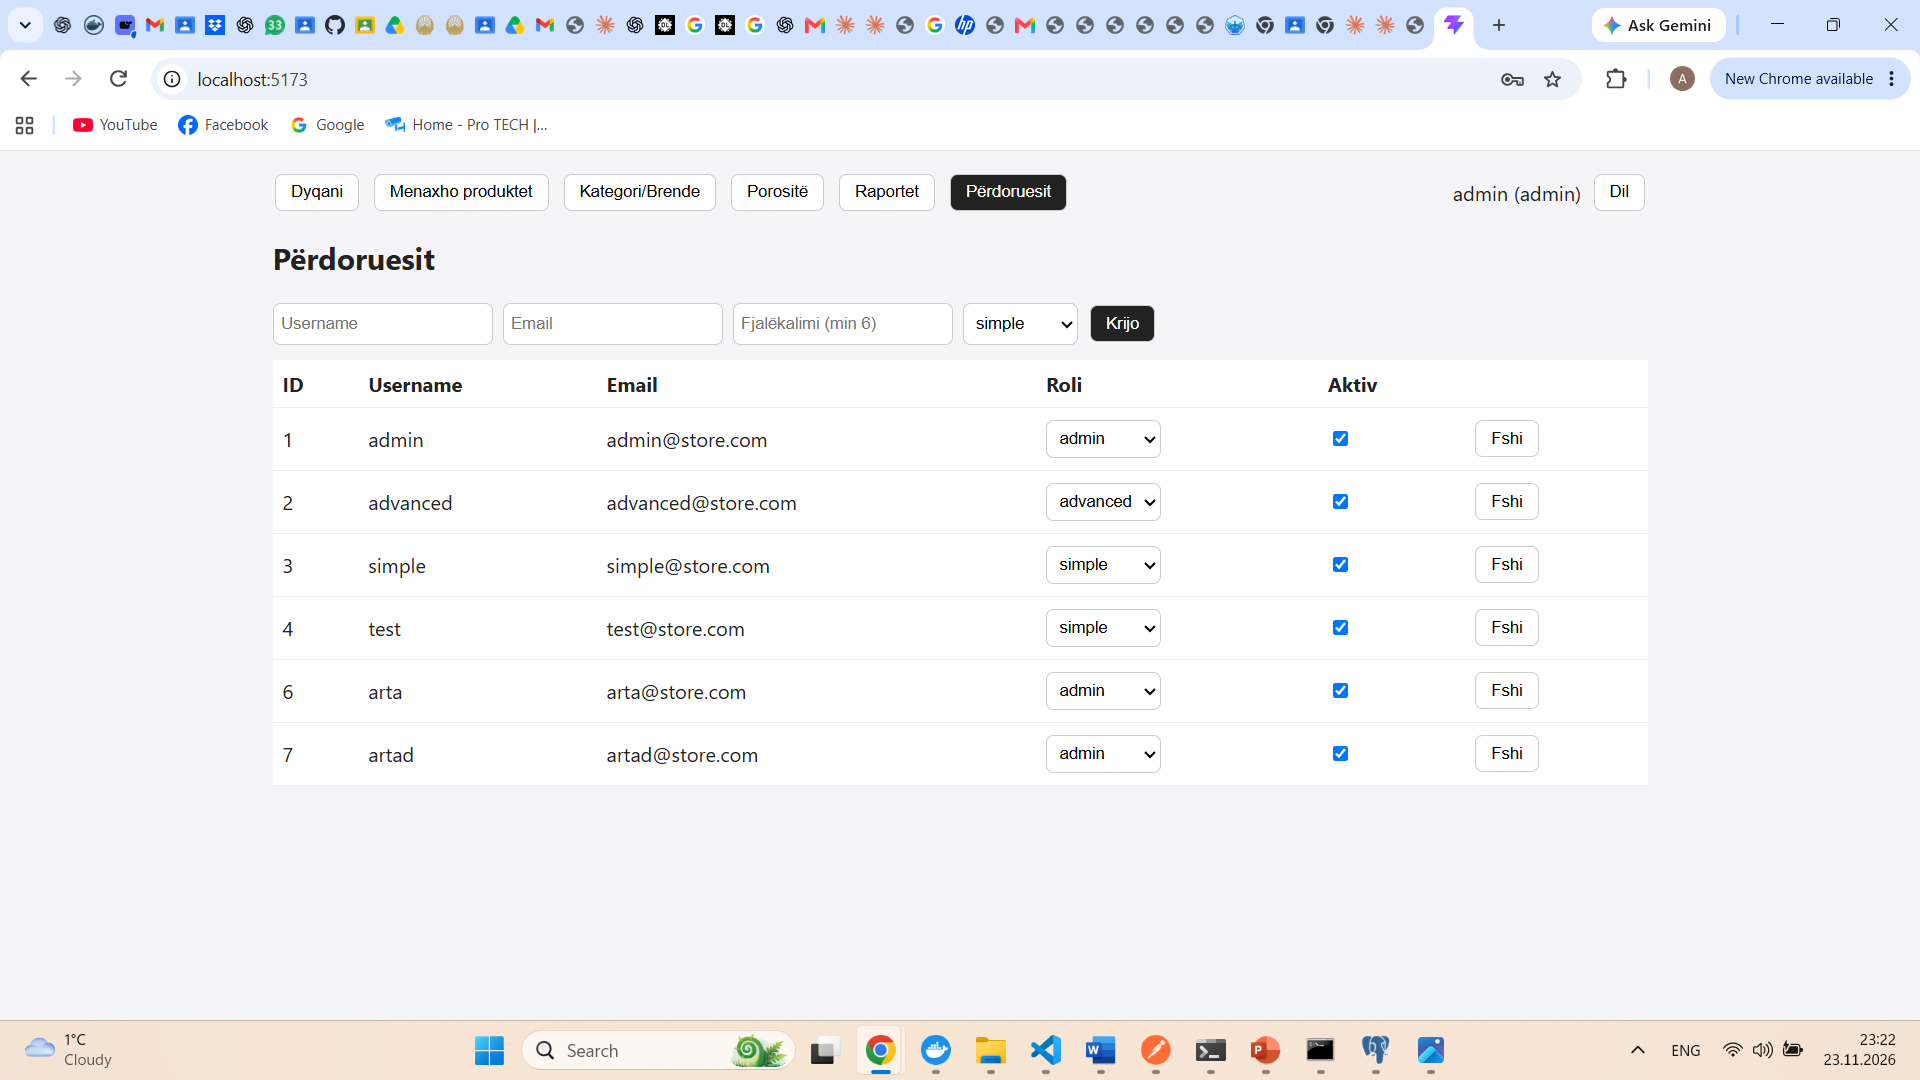 33
Ask Gemini
localhost:5173
A
New Chrome available
YouTube
Facebook
Google
Home - Pro TECH |...
Dyqani
Menaxho produktet
Kategori/Brende
Porositë
Raportet
Përdoruesit
admin (admin)
Dil
Përdoruesit
Username
Email
Fjalëkalimi (min 6)
simple
Krijo
ID Username Email Roli Aktiv
1 admin admin@store.com admin Fshi
2 advanced advanced@store.com advanced Fshi
3 simple simple@store.com simple Fshi
4 test test@store.com simple Fshi
6 arta arta@store.com admin Fshi
7 artad artad@store.com admin Fshi
1°C
Cloudy
Search
ENG
23:22
23.11.2026